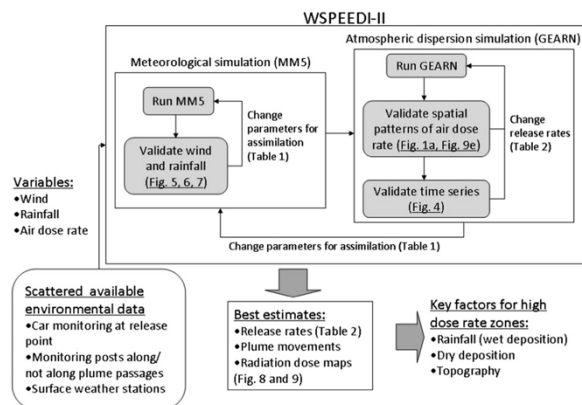 WSPEEDI-II
Atmospheric dispersion simulation (GEARN)
Meteorological simulation (MM5)
Run GEARN
Run MM5
Change
parameters for
assimilation
(Table 1)
Validate spatial
patterns of air dose
rate (Fig. 1a, Fig. 9e)
Change
release rates
(Table 2)
Validate wind
and rainfall
(Fig. 5, 6, 7)
Validate time series
(Fig. 4)
Change parameters for assimilation (Table 1)
Variables:
•Wind
•Rainfall
•Air dose rate
Scattered available
environmental data
•Car monitoring at release
point
•Monitoring posts along/
not along plume passages
•Surface weather stations
Best estimates:
•Release rates (Table 2)
•Plume movements
•Radiation dose maps
(Fig. 8 and 9)
Key factors for high
dose rate zones:
•Rainfall (wet deposition)
•Dry deposition
•Topography